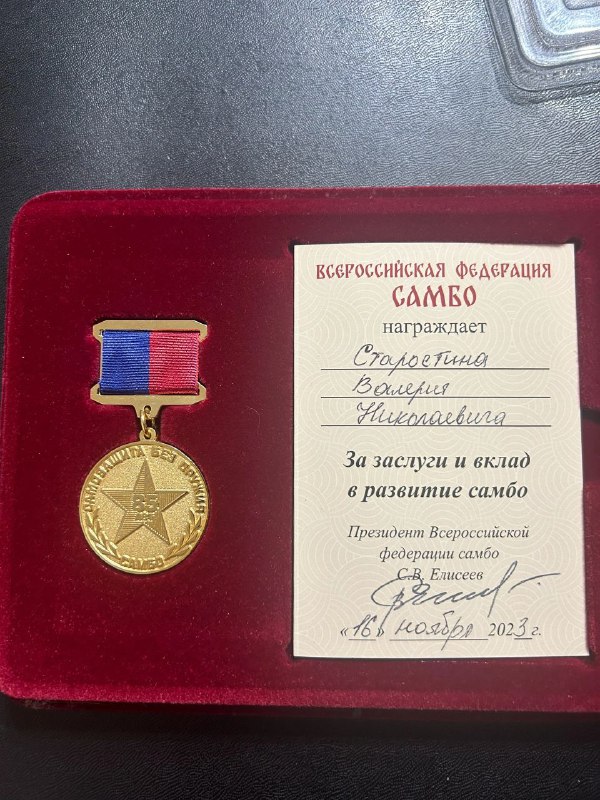 САМОЗАЩИТА БЕЗ ОРУЖИЯ
85
САМБО
ВСЕРОССИЙСКАЯ ФЕДЕРАЦИЯ
САМБО
награждает
Старостина
Валерия
Николаевича
За заслуги и вклад
в развитие самбо
Президент Всероссийской
федерации самбо
С.В. Елисеев
«16» ноября 2023 г.